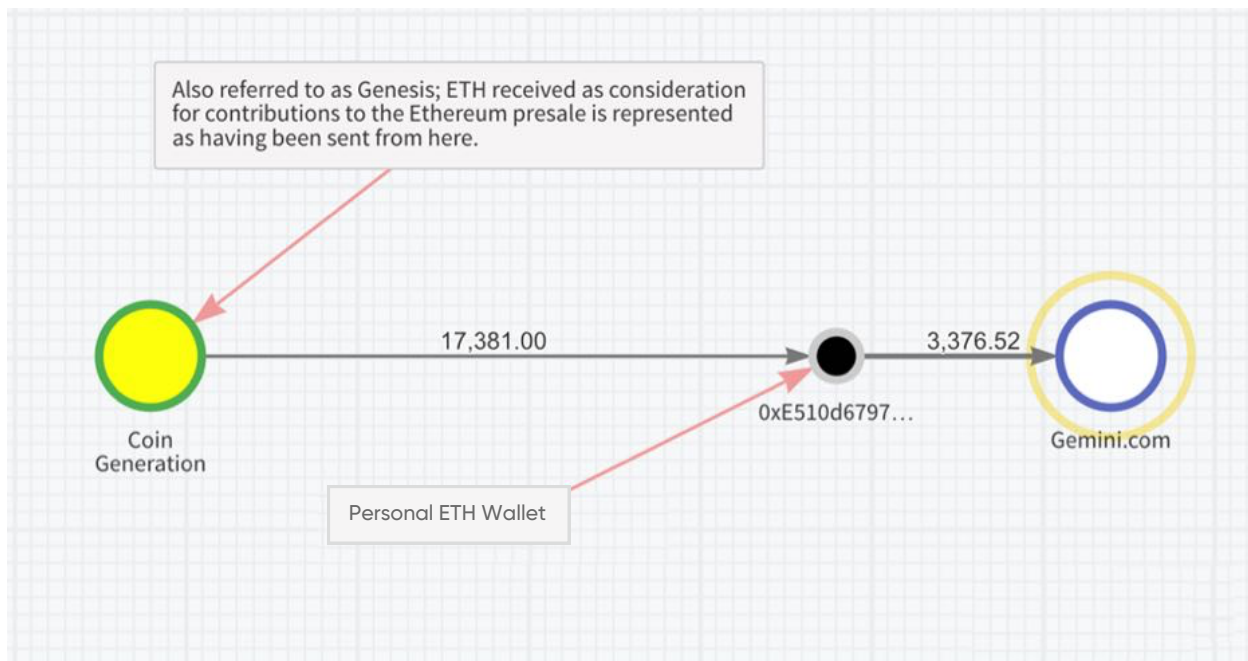 Also referred to as Genesis; ETH received as consideration
for contributions to the Ethereum presale is represented
as having been sent from here.
17,381.00
3,376.52
0xE510d6797...
Coin
Generation
Gemini.com
Personal ETH Wallet